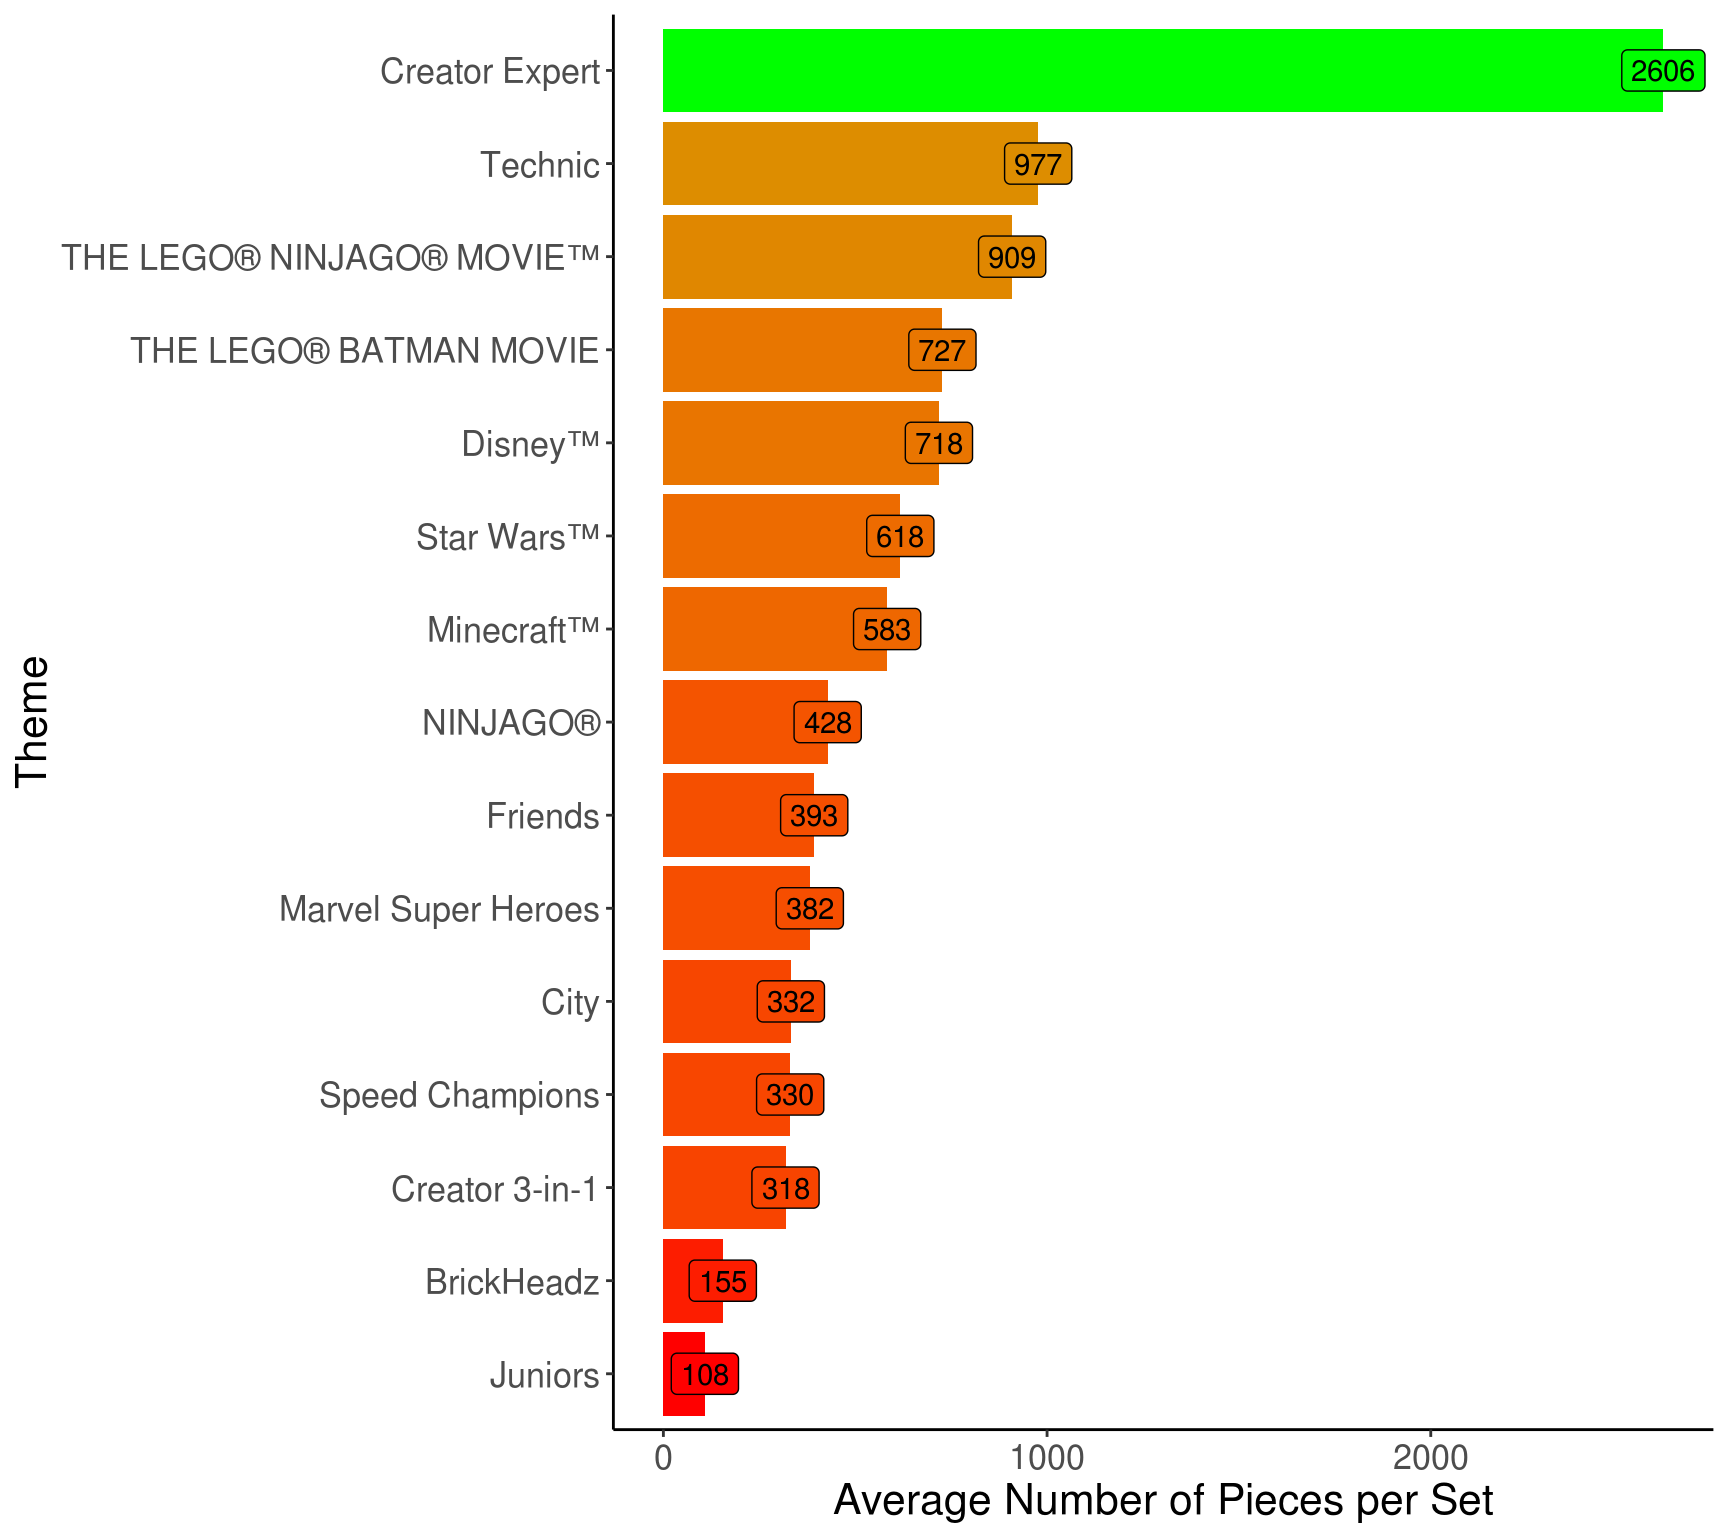 Creator Expert 2606
Technic 977
THE LEGO® NINJAGO® MOVIE™ 909
THE LEGO® BATMAN MOVIE 727
Disney™ 718
Star Wars™ 618
Minecraft™ 583
NINJAGO® 428
Friends 393
Marvel Super Heroes 382
City 332
Speed Champions 330
Creator 3-in-1 318
BrickHeadz 155
Juniors 108
Theme
0 1000 2000
Average Number of Pieces per Set